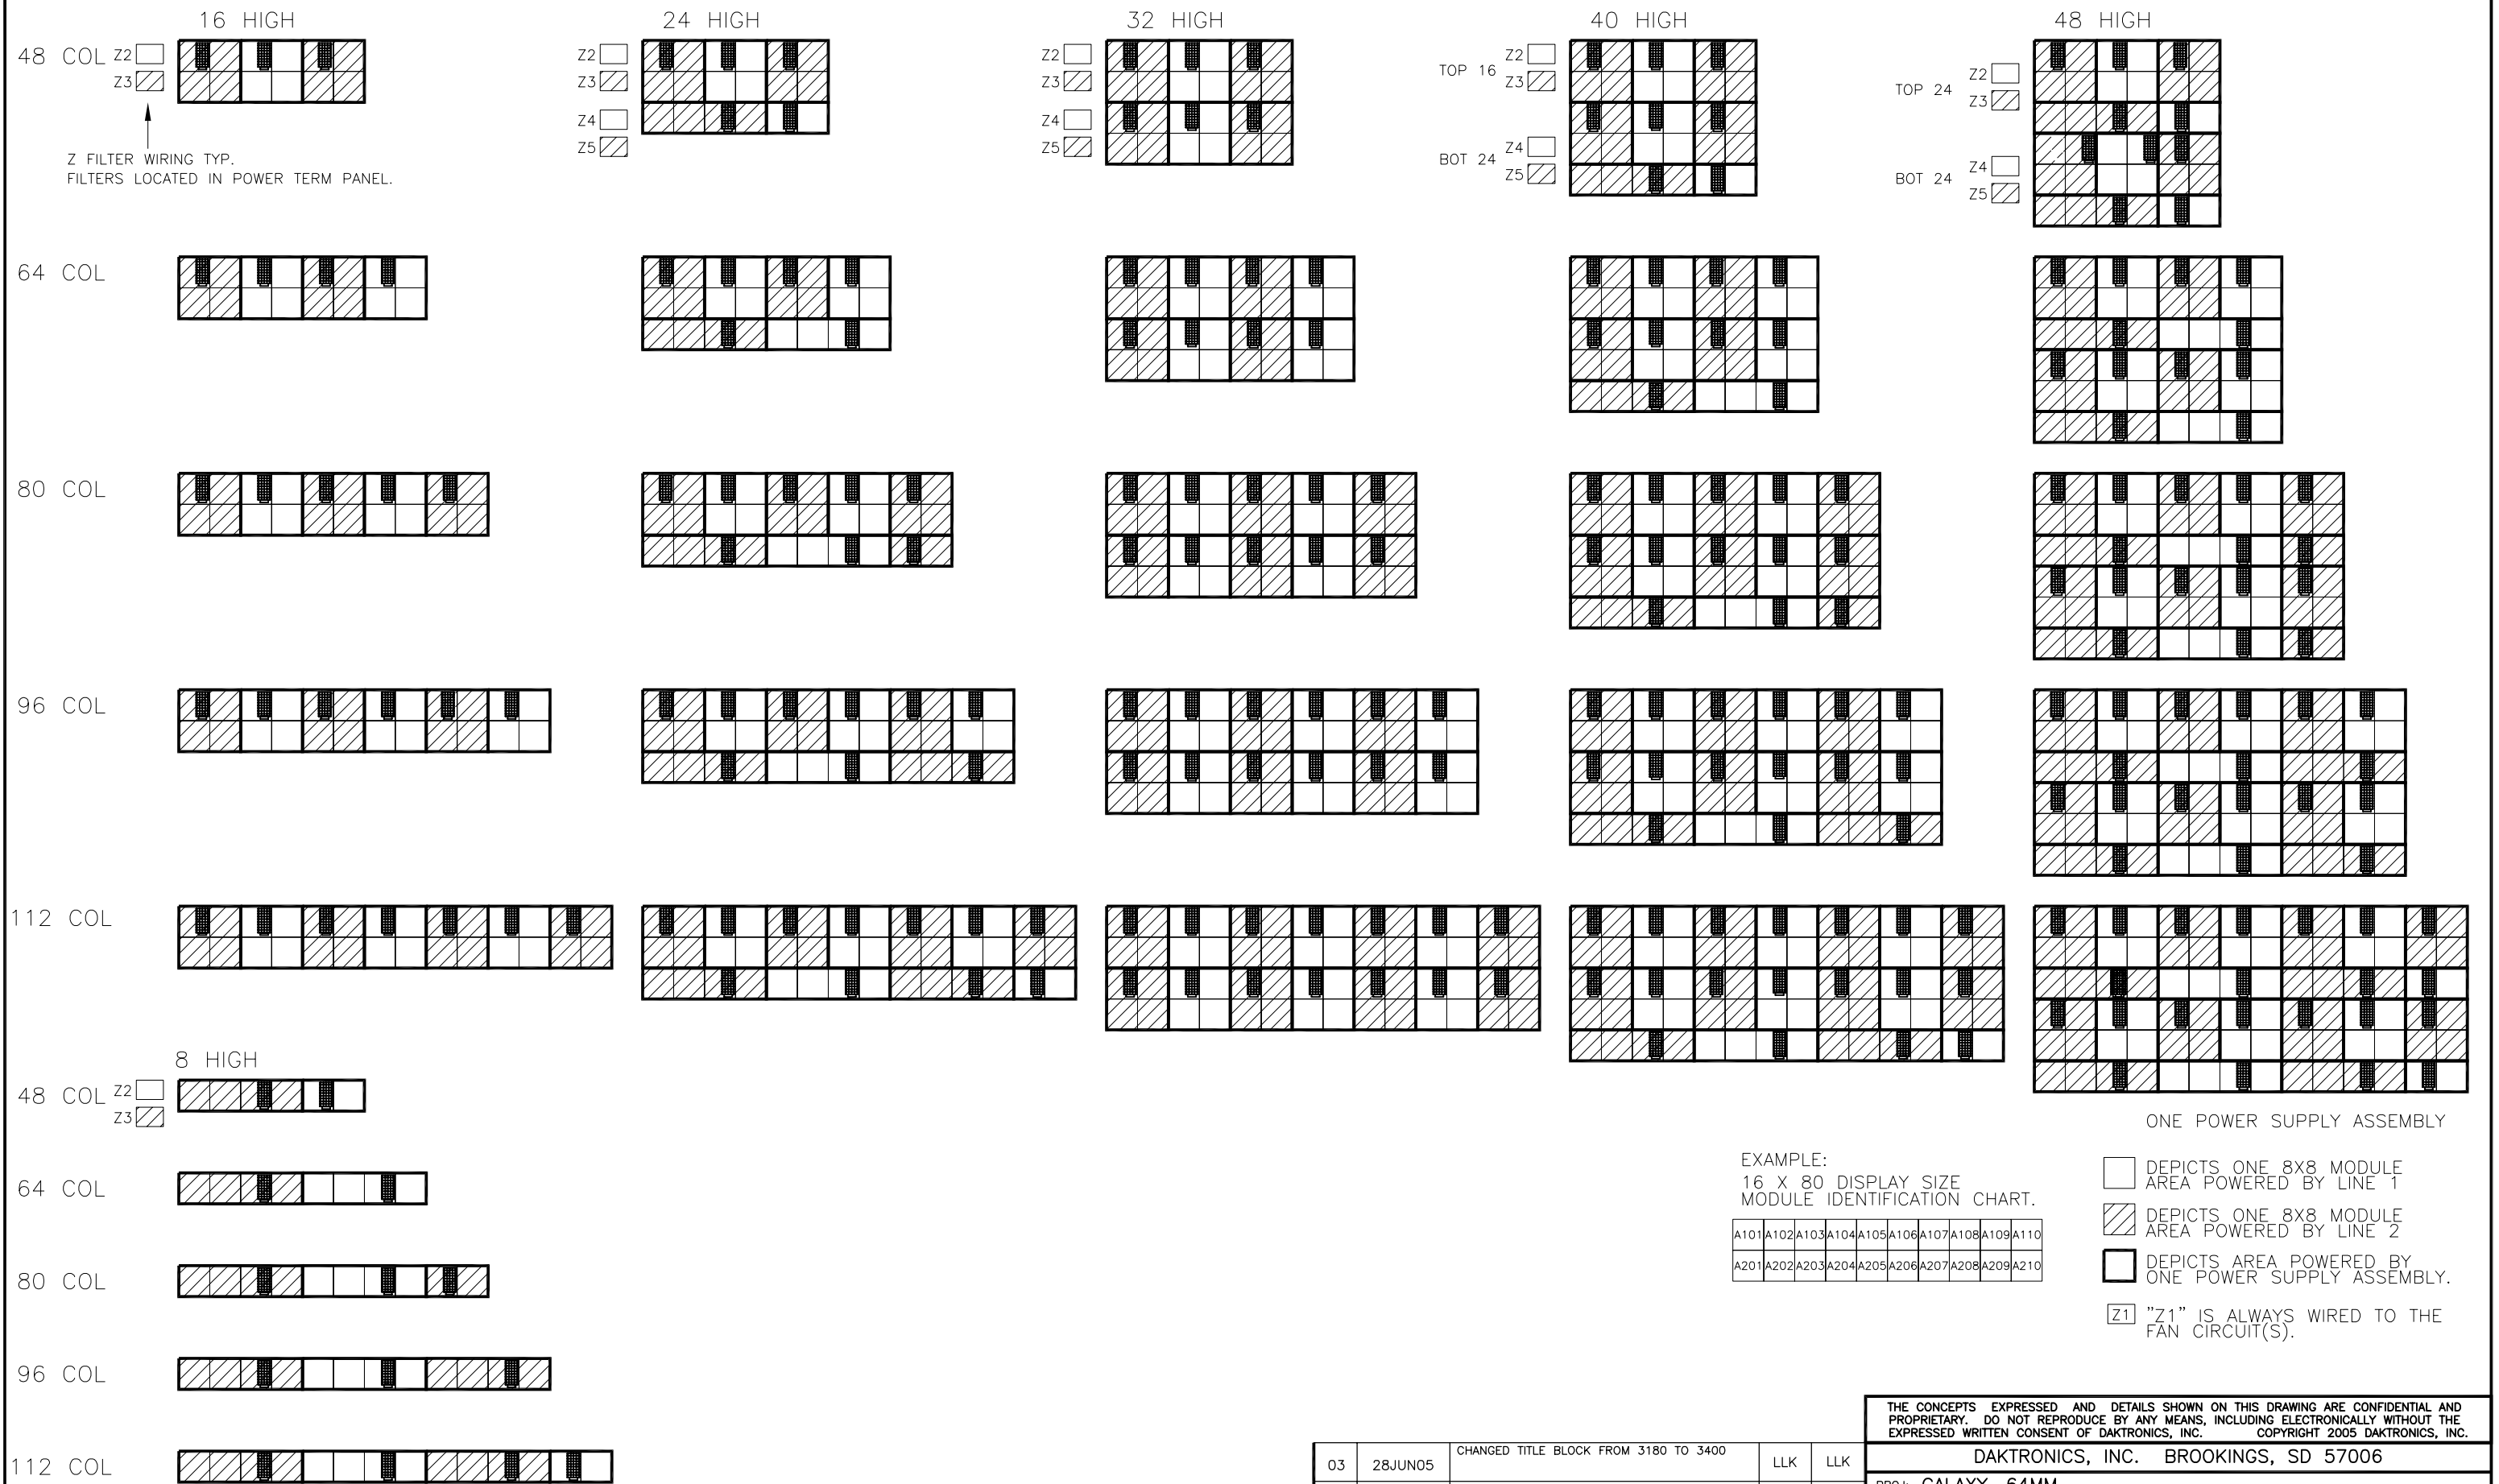 16 HIGH
24 HIGH
32 HIGH
40 HIGH
48 HIGH
48 COL
Z2
Z3
Z2
Z3
Z4
Z5
Z2
Z3
Z4
Z5
TOP 16
Z2
Z3
BOT 24
Z4
Z5
TOP 24
Z2
Z3
BOT 24
Z4
Z5
Z FILTER WIRING TYP.
FILTERS LOCATED IN POWER TERM PANEL.
64 COL
80 COL
96 COL
112 COL
8 HIGH
48 COL
Z2
Z3
64 COL
80 COL
96 COL
112 COL
ONE POWER SUPPLY ASSEMBLY
EXAMPLE:
16 X 80 DISPLAY SIZE
MODULE IDENTIFICATION CHART.
A101 A102 A103 A104 A105 A106 A107 A108 A109 A110
A201 A202 A203 A204 A205 A206 A207 A208 A209 A210
DEPICTS ONE 8X8 MODULE
AREA POWERED BY LINE 1
DEPICTS ONE 8X8 MODULE
AREA POWERED BY LINE 2
DEPICTS AREA POWERED BY
ONE POWER SUPPLY ASSEMBLY.
Z1 "Z1" IS ALWAYS WIRED TO THE
FAN CIRCUIT(S).
THE CONCEPTS EXPRESSED AND DETAILS SHOWN ON THIS DRAWING ARE CONFIDENTIAL AND
PROPRIETARY. DO NOT REPRODUCE BY ANY MEANS, INCLUDING ELECTRONICALLY WITHOUT THE
EXPRESSED WRITTEN CONSENT OF DAKTRONICS, INC. COPYRIGHT 2005 DAKTRONICS, INC.
DAKTRONICS, INC. BROOKINGS, SD 57006
03 28JUN05 CHANGED TITLE BLOCK FROM 3180 TO 3400 LLK LLK